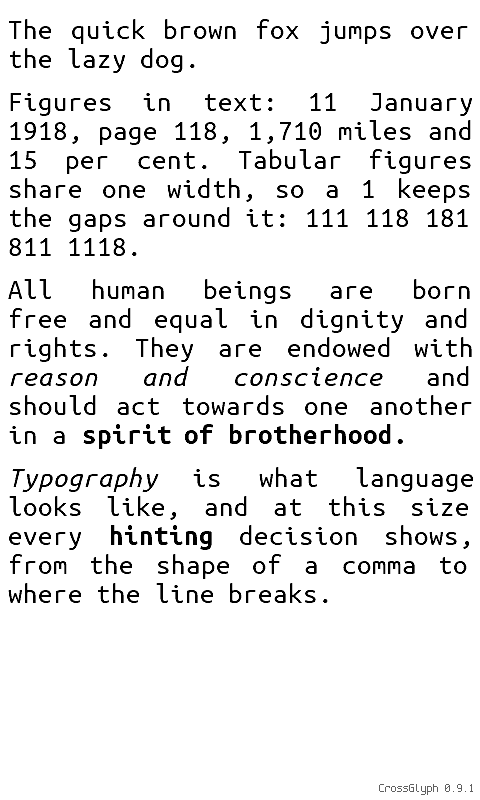 The quick brown fox jumps over
the lazy dog.
Figures in text: 11 January
1918, page 118, 1,710 miles and
15 per cent. Tabular figures
share one width, so a 1 keeps
the gaps around it: 111 118 181
811 1118.
All human beings are born
free and equal in dignity and
rights. They are endowed with
reason and conscience and
should act towards one another
in a spirit of brotherhood.
Typography is what language
looks like, and at this size
every hinting decision shows,
from the shape of a comma to
where the line breaks.
CrossGlyph 0.9.1